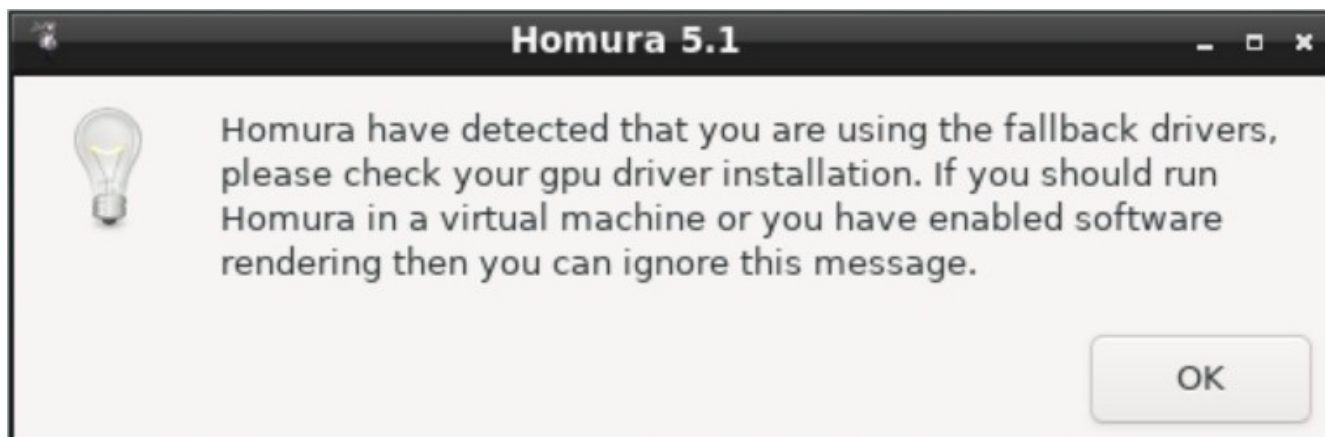 Homura 5.1
Homura have detected that you are using the fallback drivers,
please check your gpu driver installation. If you should run
Homura in a virtual machine or you have enabled software
rendering then you can ignore this message.
OK